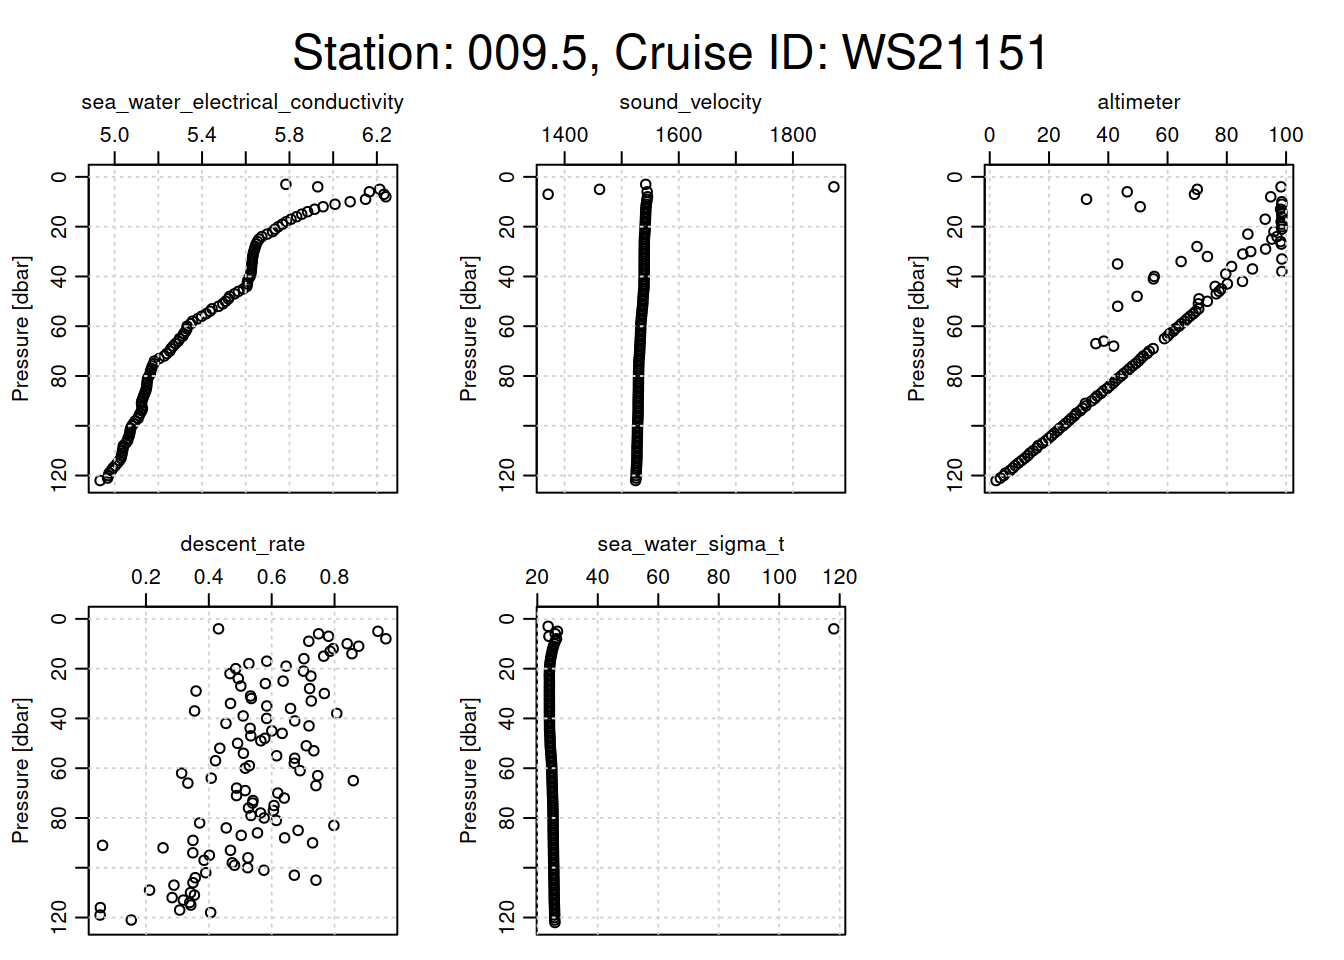 Station: 009.5, Cruise ID: WS21151
sea_water_electrical_conductivity
5.0 5.4 5.8 6.2
Pressure [dbar]
0
20
40
60
80
120
sound_velocity
1400 1600 1800
Pressure [dbar]
0
20
40
60
80
120
altimeter
0 20 40 60 80 100
Pressure [dbar]
0
20
40
60
80
120
descent_rate
0.2 0.4 0.6 0.8
Pressure [dbar]
0
20
40
60
80
120
sea_water_sigma_t
20 40 60 80 100 120
Pressure [dbar]
0
20
40
60
80
120